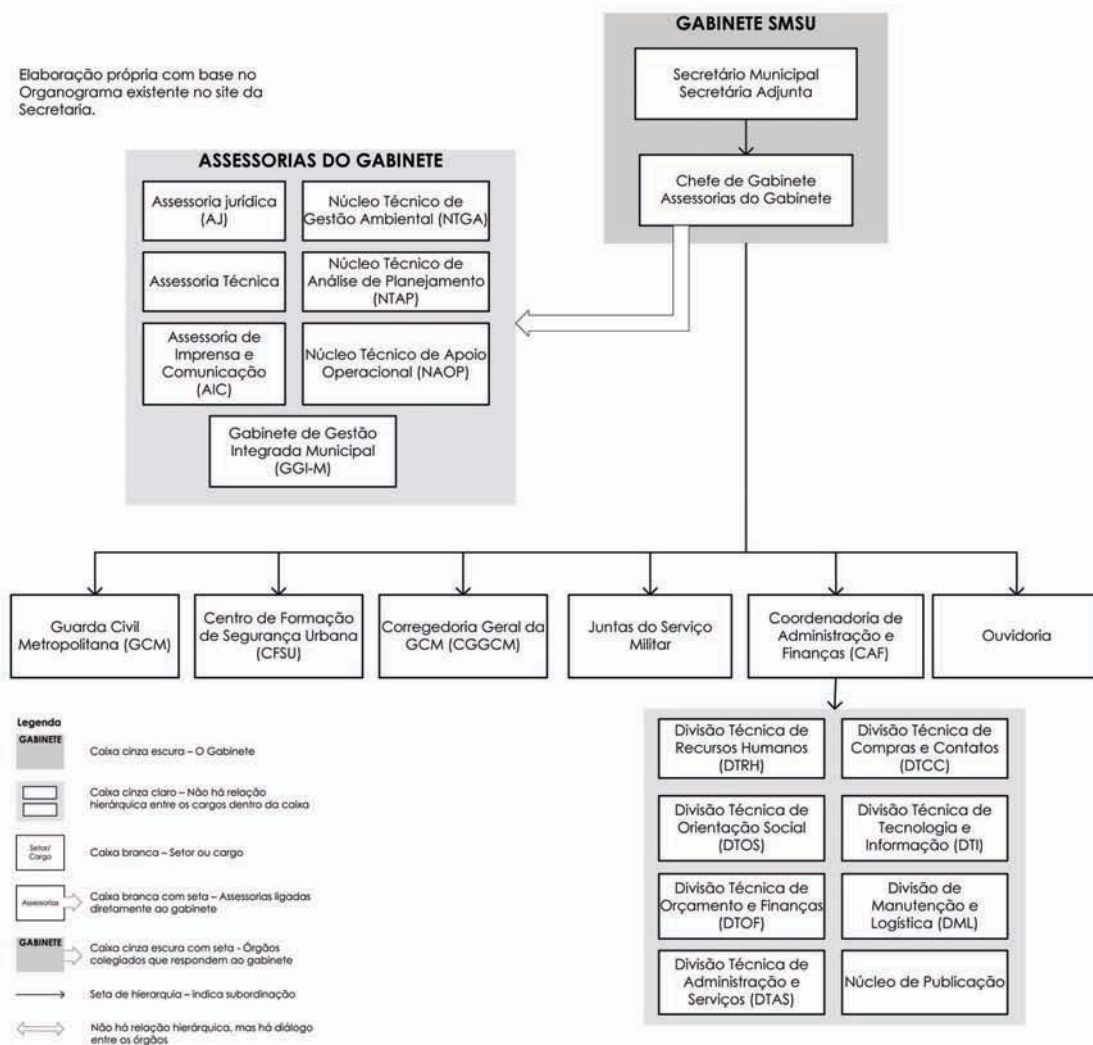 GABINETE SMSU
Secretário Municipal
Secretária Adjunta
Chefe de Gabinete
Assessorias do Gabinete
Elaboração própria com base no
Organograma existente no site da
Secretaria.
ASSESSORIAS DO GABINETE
Assessoria jurídica
(AJ)
Núcleo Técnico de
Gestão Ambiental (NTGA)
Assessoria Técnica
Núcleo Técnico de
Análise de Planejamento
(NTAP)
Assessoria de
Imprensa e
Comunicação
(AIC)
Núcleo Técnico de Apoio
Operacional (NAOP)
Gabinete de Gestão
Integrada Municipal
(GGI-M)
Guarda Civil
Metropolitana (GCM)
Centro de Formação
de Segurança Urbana
(CFSU)
Corregedoria Geral da
GCM (CGGCM)
Juntas do Serviço
Militar
Coordenadoria de
Administração e
Finanças (CAF)
Ouvidoria
Divisão Técnica de
Recursos Humanos
(DTRH)
Divisão Técnica de
Compras e Contatos
(DTCC)
Divisão Técnica de
Orientação Social
(DTOS)
Divisão Técnica de
Tecnologia e
Informação (DTI)
Divisão Técnica de
Orçamento e Finanças
(DTOF)
Divisão de
Manutenção e
Logística (DML)
Divisão Técnica de
Administração e
Serviços (DTAS)
Núcleo de Publicação
Legenda
GABINETE
Caixa cinza escura – O Gabinete
Caixa cinza claro – Não há relação
hierárquica entre os cargos dentro da caixa
Setor/
Cargo
Caixa branca – Setor ou cargo
Assessorias
Caixa branca com seta – Assessorias ligadas
diretamente ao gabinete
GABINETE
Caixa cinza escura com seta - Órgãos
colegiados que respondem ao gabinete
Seta de hierarquia – indica subordinação
Não há relação hierárquica, mas há diálogo
entre os órgãos